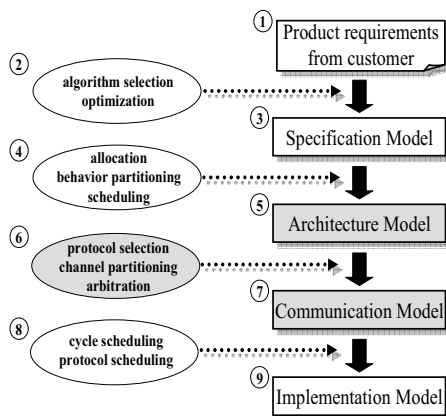 1
Product requirements
from customer
2
algorithm selection
optimization
3
Specification Model
4
allocation
behavior partitioning
scheduling
5
Architecture Model
6
protocol selection
channel partitioning
arbitration
7
Communication Model
8
cycle scheduling
protocol scheduling
9
Implementation Model